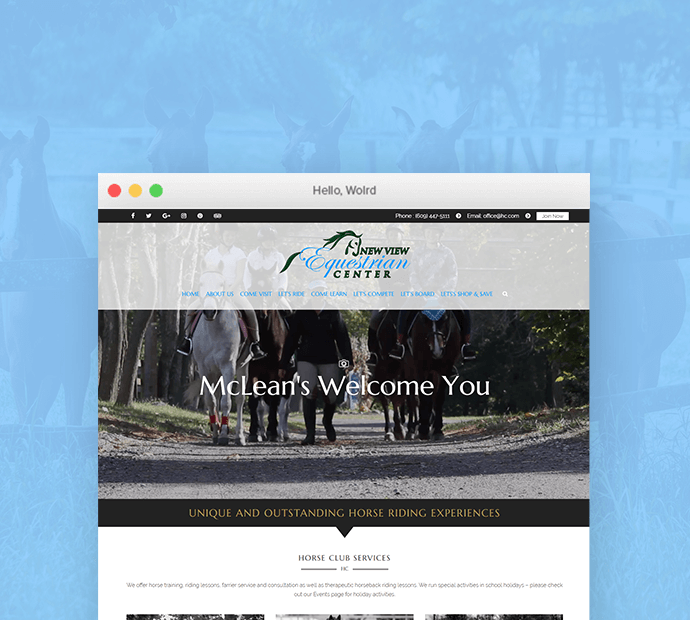 Hello, Wolrd
Phone : (609) 447-5111 Email: office@hc.com Join Now
NEW VIEW
Equestrian
CENTER
HOME ABOUT US COME VISIT LET'S RIDE COME LEARN LET'S COMPETE LET'S BOARD LETS'S SHOP & SAVE
McLean's Welcome You
UNIQUE AND OUTSTANDING HORSE RIDING EXPERIENCES
HORSE CLUB SERVICES
HC
We offer horse training, riding lessons, farrier service and consultation as well as therapeutic horseback riding lessons. We run special activities in school holidays – please check
out our Events page for holiday activities.